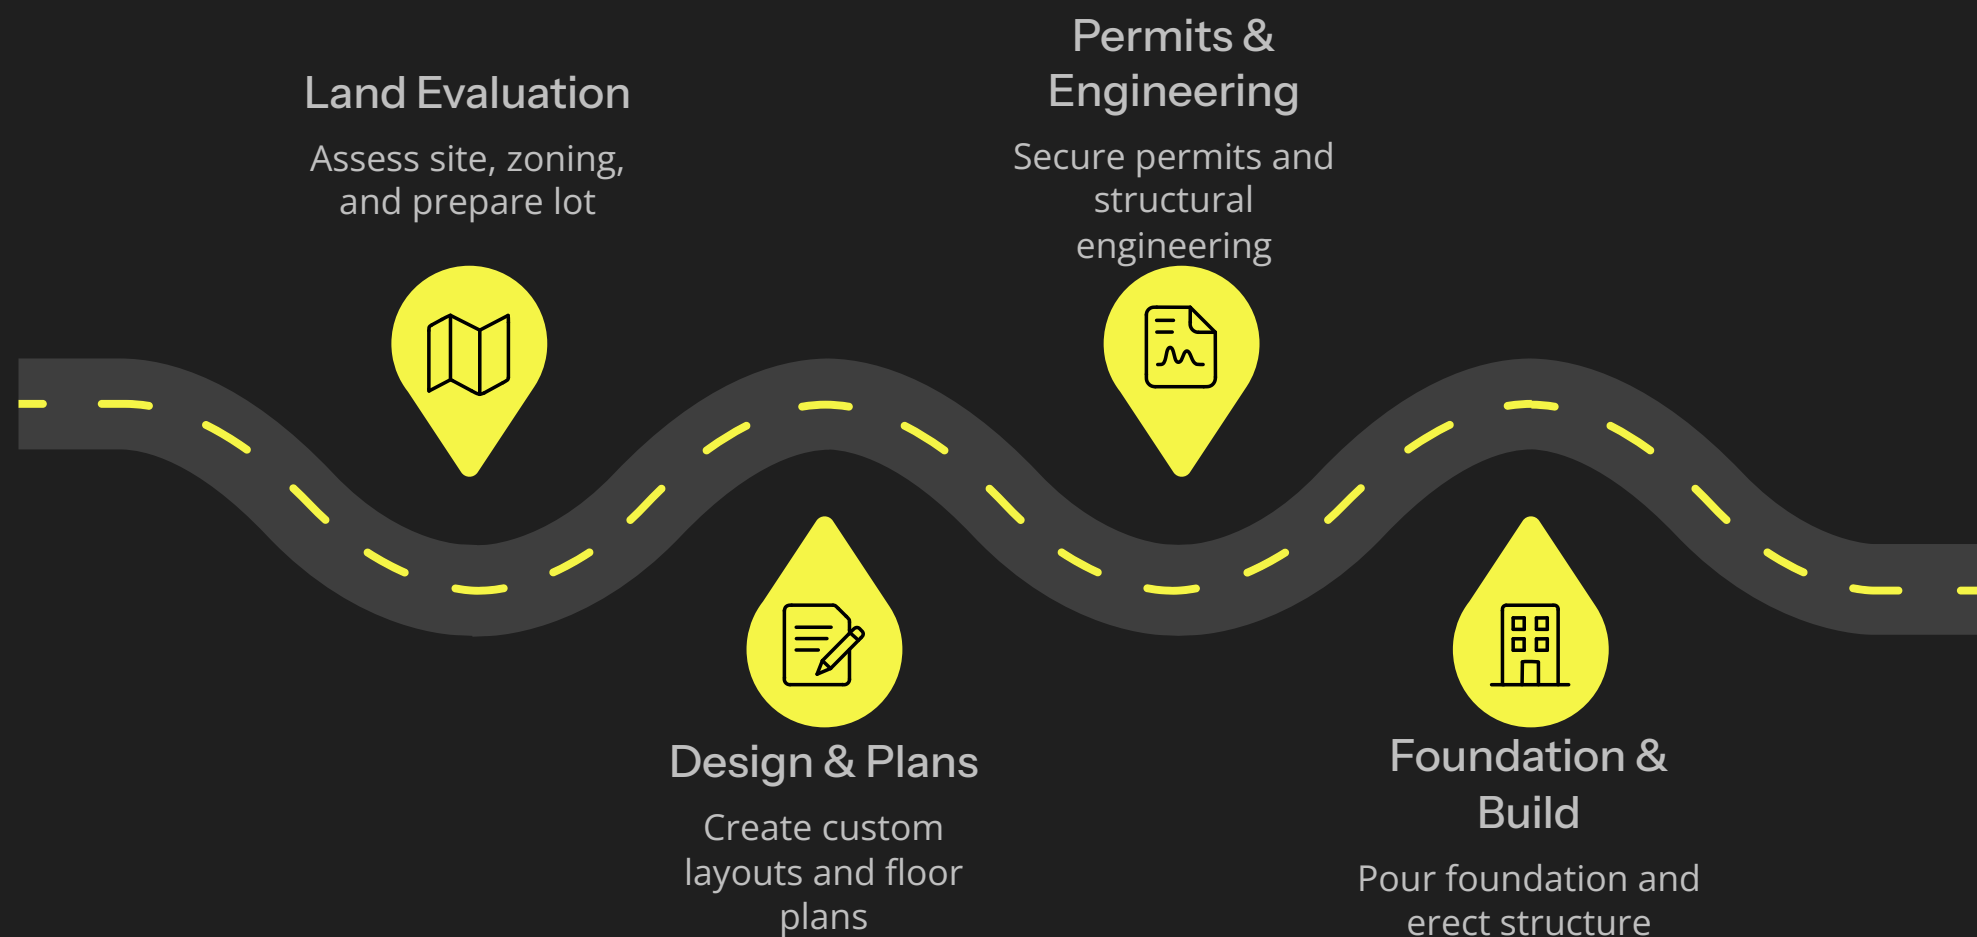 Land Evaluation
Assess site, zoning,
and prepare lot
Design & Plans
Create custom
layouts and floor
plans
Permits &
Engineering
Secure permits and
structural
engineering
Foundation &
Build
Pour foundation and
erect structure